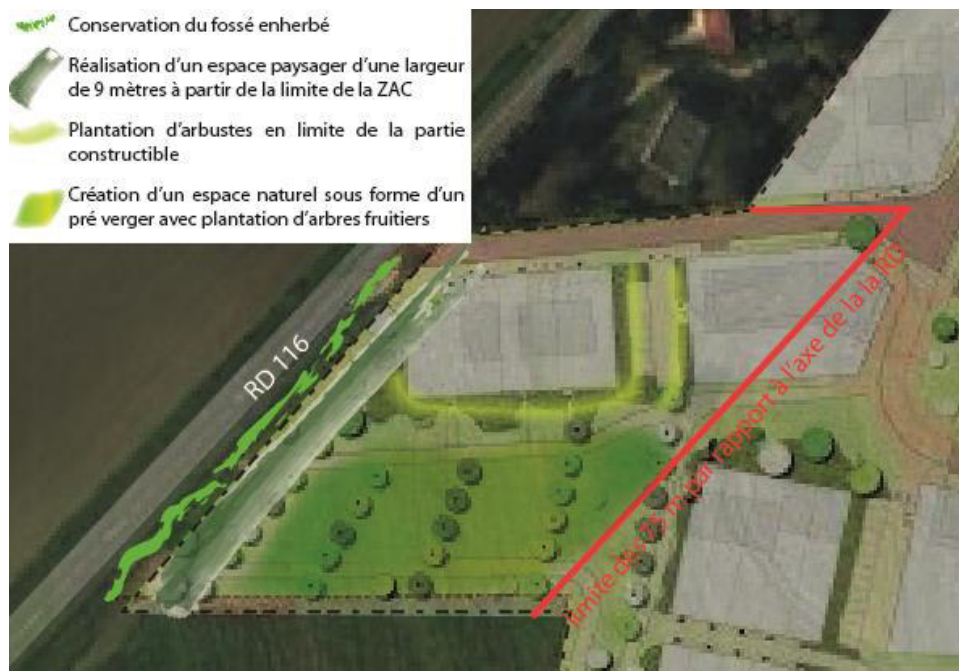 Conservation du fossé enherbé
Réalisation d'un espace paysager d'une largeur
de 9 mètres à partir de la limite de la ZAC
Plantation d'arbustes en limite de la partie
constructible
Création d'un espace naturel sous forme d'un
pré verger avec plantation d'arbres fruitiers
RD 116
limite des 75 m par rapport à l'axe de la la RD